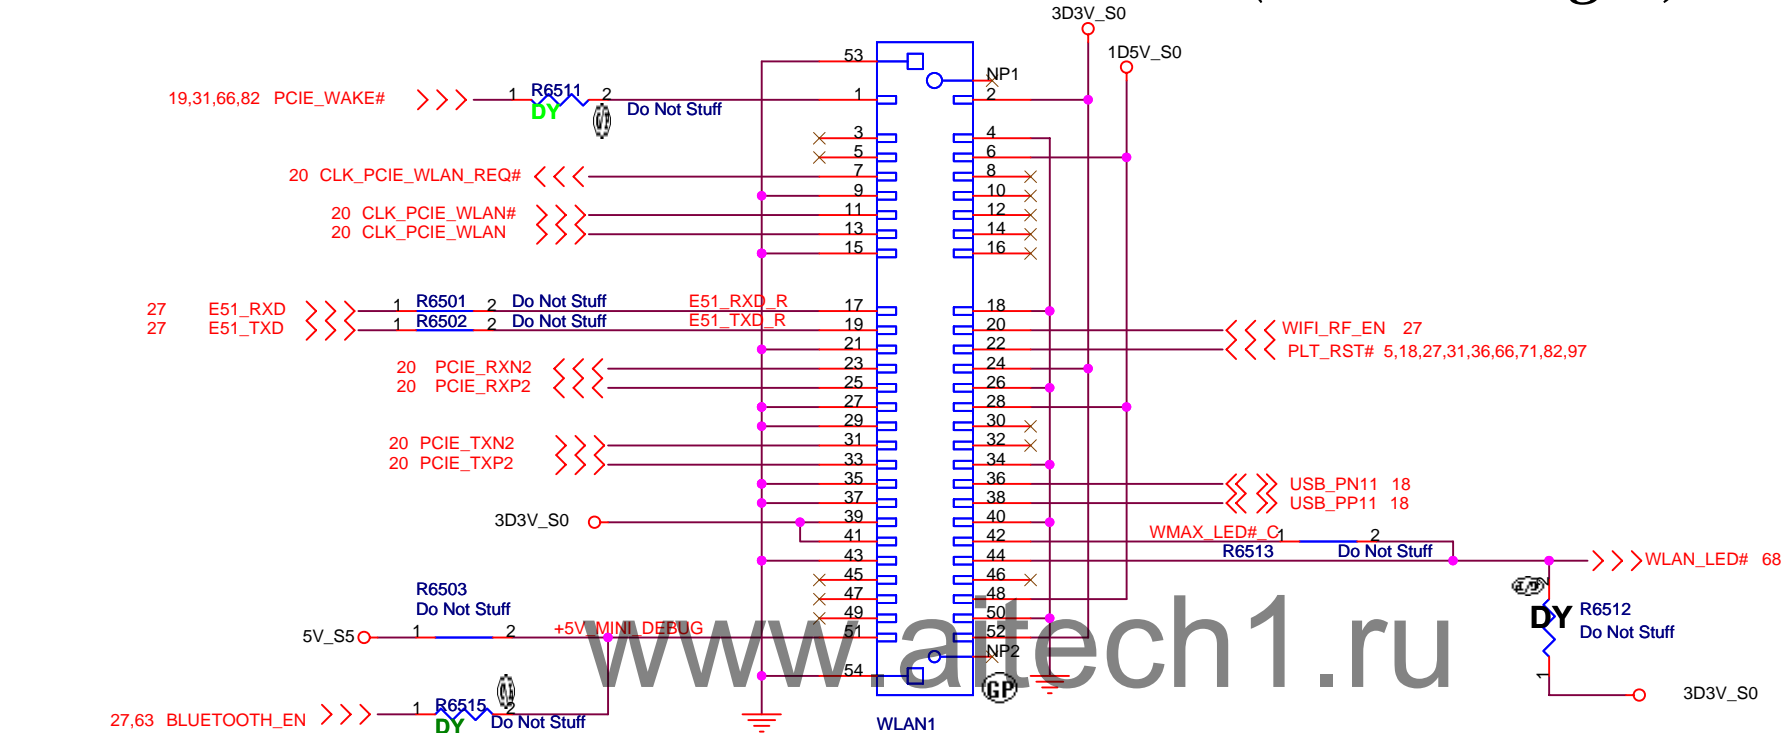 3D3V_S0
1D5V_S0
53
NP1
19,31,66,82 PCIE_WAKE# 1 R6511 2 1 2
DY Do Not Stuff
3 4
5 6
20 CLK_PCIE_WLAN_REQ# 7 8
9 10
20 CLK_PCIE_WLAN# 11 12
20 CLK_PCIE_WLAN 13 14
15 16
27 E51_RXD 1 R6501 2 Do Not Stuff E51_RXD_R 17 18
27 E51_TXD 1 R6502 2 Do Not Stuff E51_TXD_R 19 20 WIFI_RF_EN 27
21 22 PLT_RST# 5,18,27,31,36,66,71,82,97
20 PCIE_RXN2 23 24
20 PCIE_RXP2 25 26
27 28
29 30
20 PCIE_TXN2 31 32
20 PCIE_TXP2 33 34
35 36 USB_PN11 18
37 38 USB_PP11 18
3D3V_S0 39 40
41 42 WMAX_LED#_C 1 2
R6513 Do Not Stuff
43 44 WLAN_LED# 68
45 46
R6503
47 48
Do Not Stuff
49 50
2
DY R6512
Do Not Stuff
1
5V_S5 1 2 +5V_MINI_DEBUG 51 52
www.aitech1.ru
NP2
54
GP
3D3V_S0
27,63 BLUETOOTH_EN 1 R6515 2
DY Do Not Stuff
WLAN1